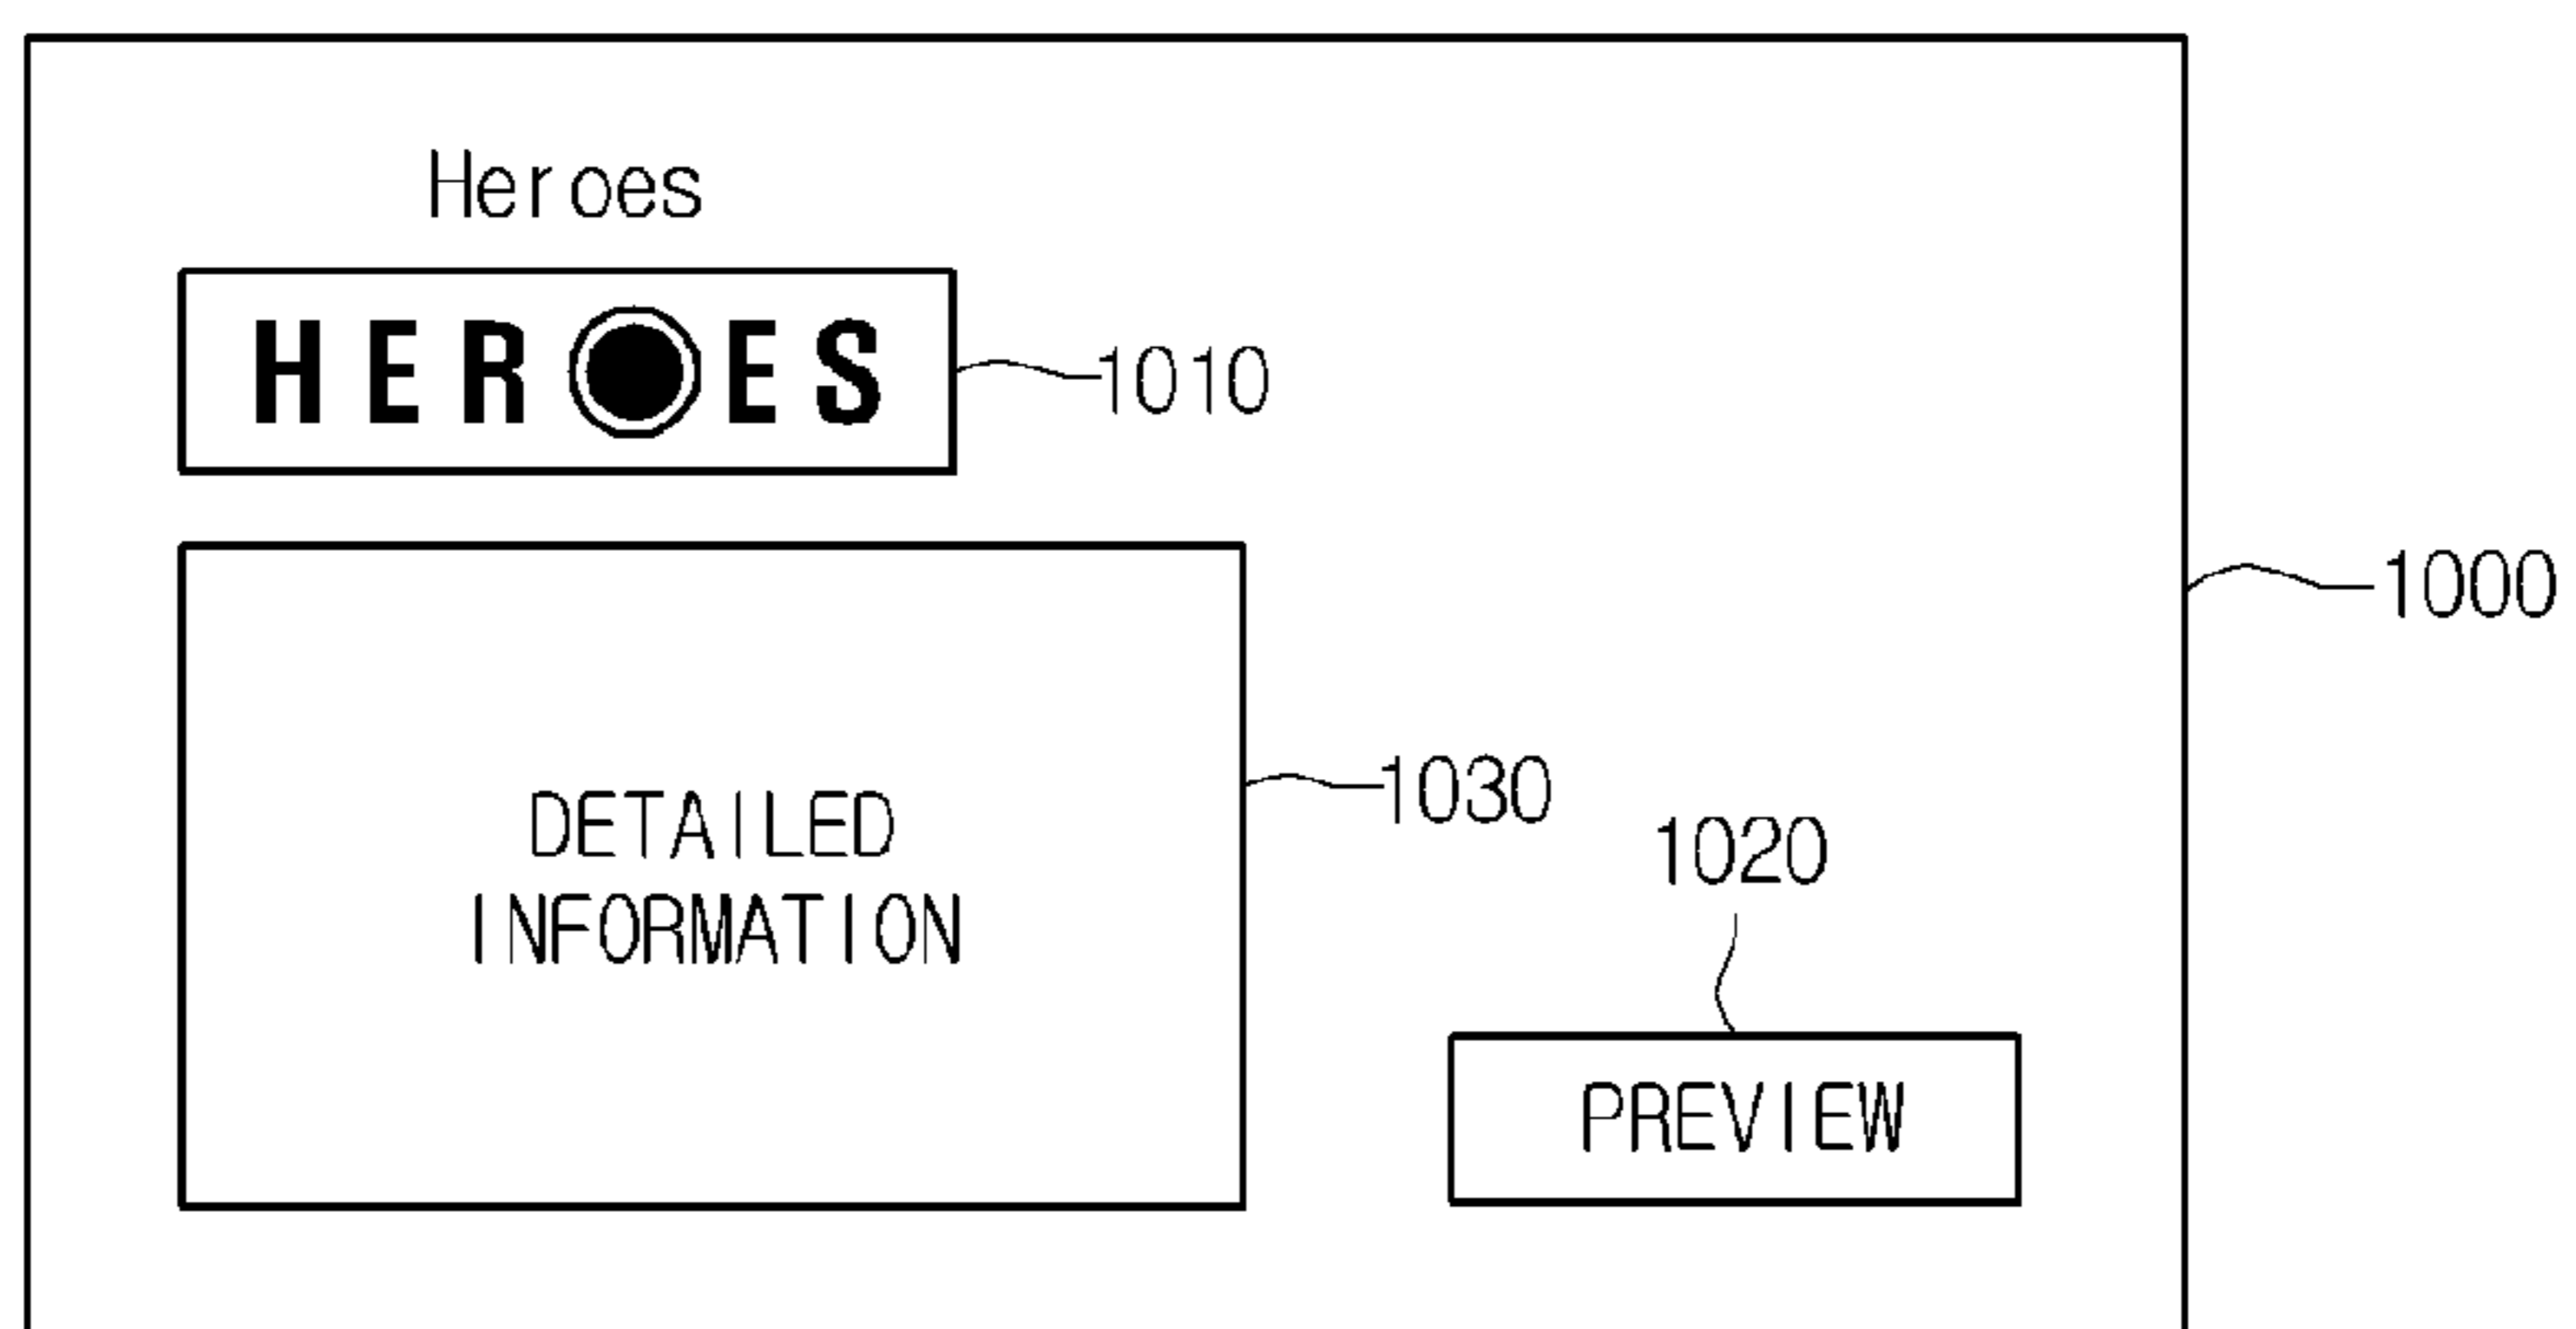 Heroes
HEROES
1010
1000
1030
DETAILED
INFORMATION
1020
PREVIEW